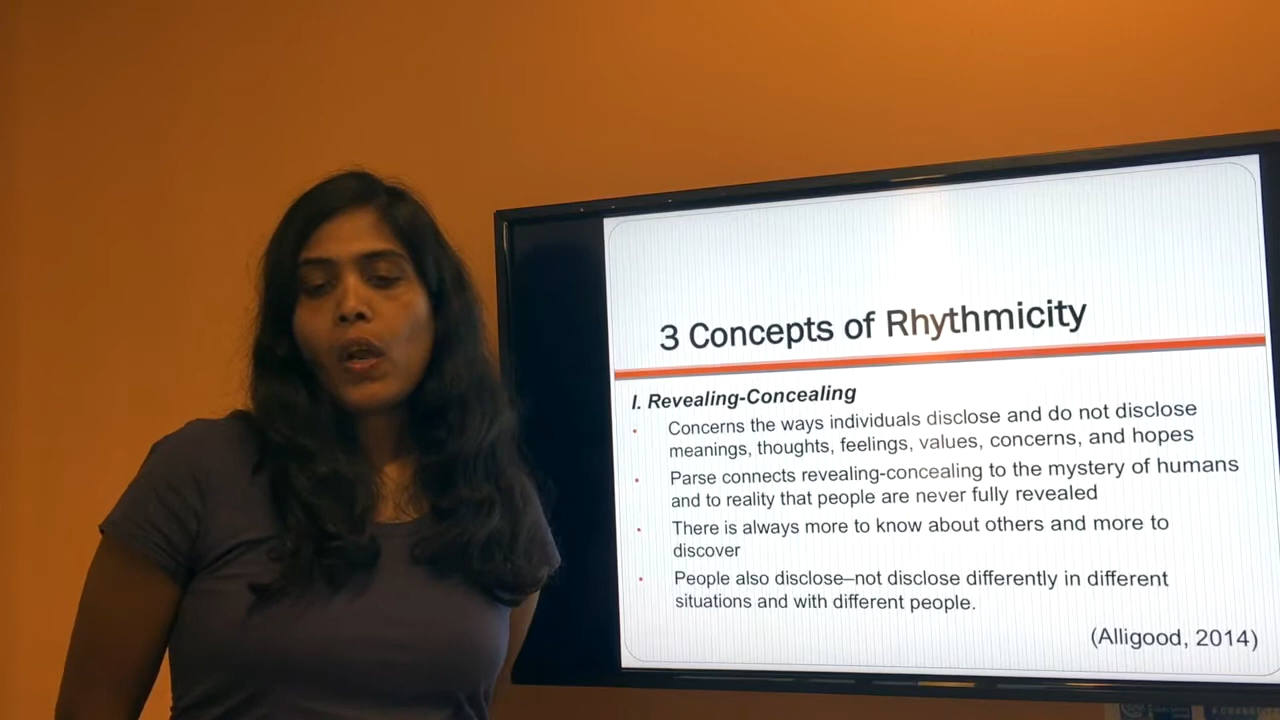 3 Concepts of Rhythmicity
I. Revealing-Concealing
• Concerns the ways individuals disclose and do not disclose
meanings, thoughts, feelings, values, concerns, and hopes
• Parse connects revealing-concealing to the mystery of humans
and to reality that people are never fully revealed
• There is always more to know about others and more to
discover
• People also disclose–not disclose differently in different
situations and with different people.
(Alligood, 2014)